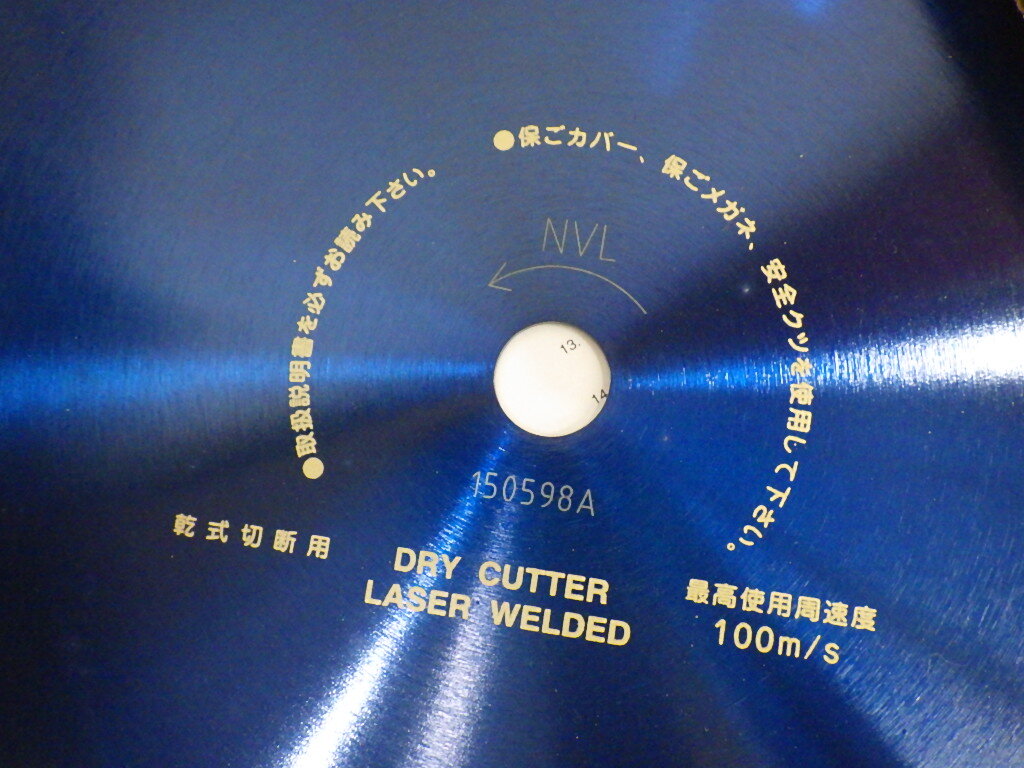 ●保ごカバー、保ごメガネ、安全クツを使用して下さい。
●取扱説明書を必ずお読み下さい。
NVL
13.
14
150598A
乾式切断用
DRY CUTTER
LASER WELDED
最高使用周速度
100m/s